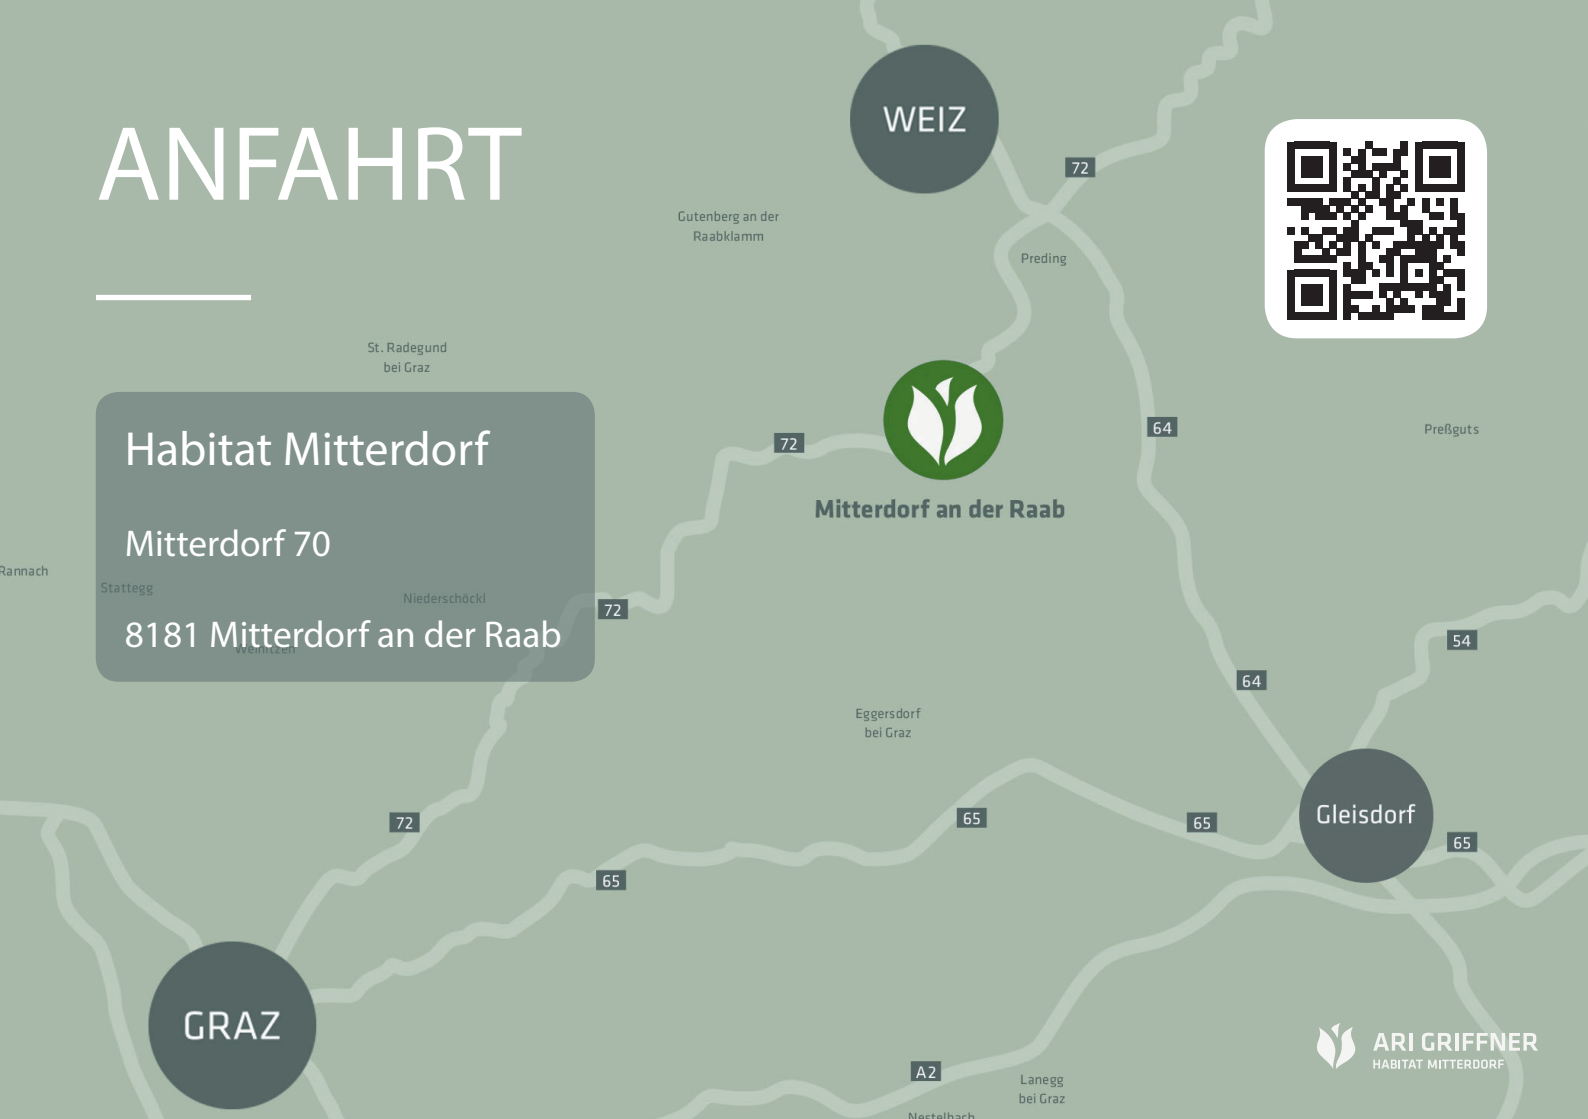 ANFAHRT
WEIZ
72
Gutenberg an der
Raabklamm
Preding
St. Radegund
bei Graz
Habitat Mitterdorf
Mitterdorf 70
8181 Mitterdorf an der Raab
72
64
Preßguts
Mitterdorf an der Raab
Rannach
Stattegg
Niederschöckl
Weinitzen
72
54
64
Eggersdorf
bei Graz
Gleisdorf
72
65
65
65
65
GRAZ
ARI GRIFFNER
HABITAT MITTERDORF
A2
Lanegg
bei Graz
Nestelbach